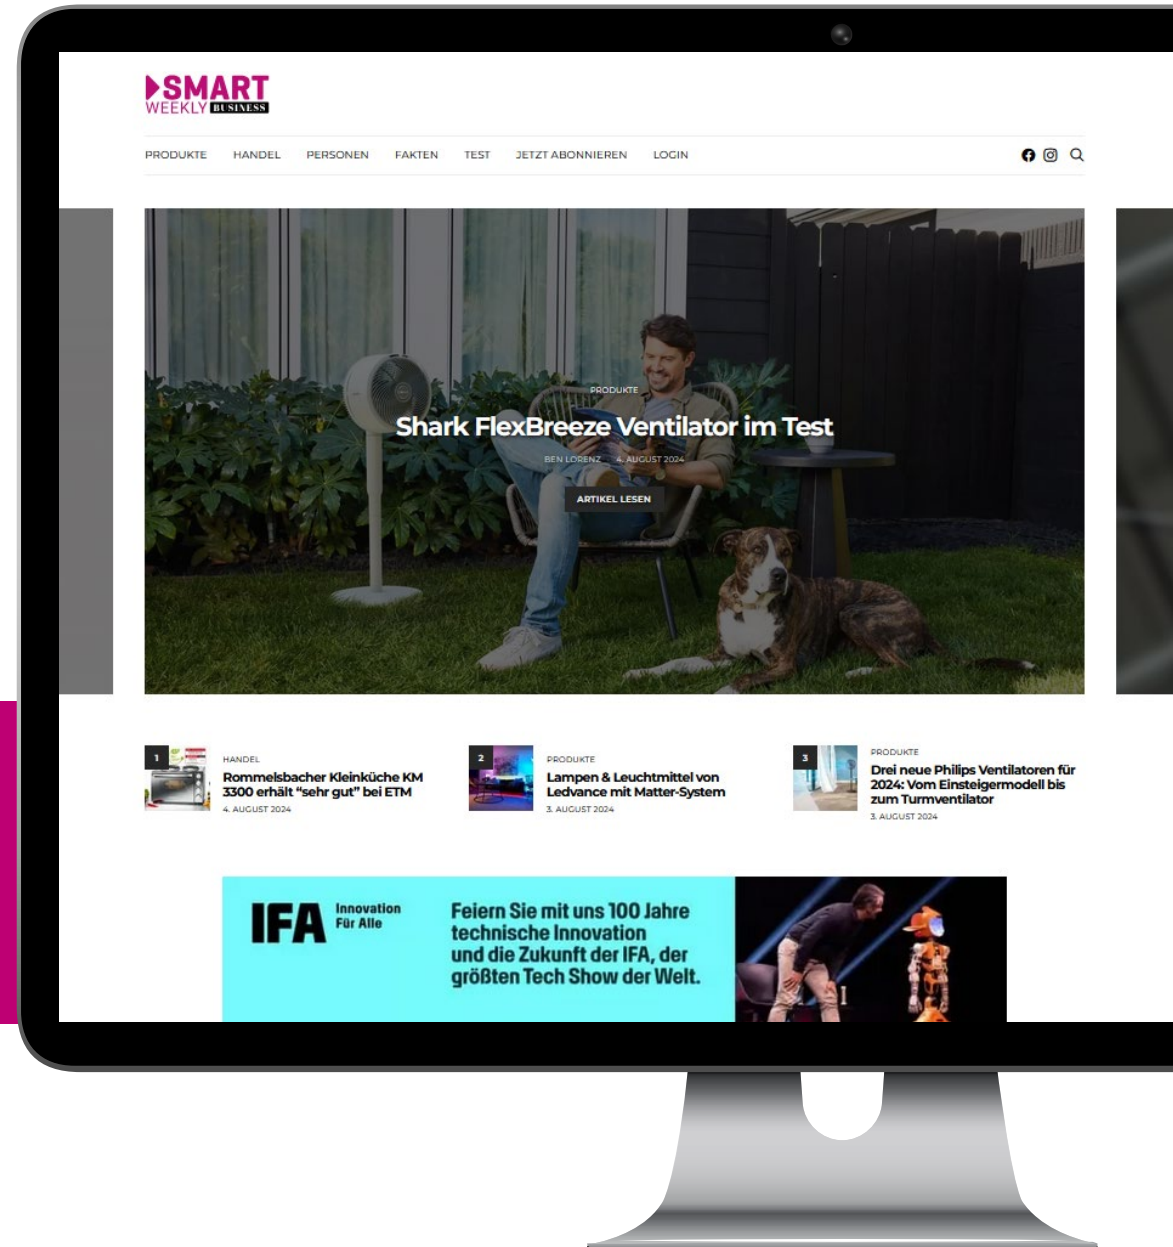 SMART
WEEKLY BUSINESS
PRODUKTE HANDEL PERSONEN FAKTEN TEST JETZT ABONNIEREN LOGIN
PRODUKTE
Shark FlexBreeze Ventilator im Test
BEN LORENZ 4. AUGUST 2024
ARTIKEL LESEN
1
HANDEL
Rommelsbacher Kleinküche KM
3300 erhält “sehr gut” bei ETM
4. AUGUST 2024
2
PRODUKTE
Lampen & Leuchtmittel von
Ledvance mit Matter-System
3. AUGUST 2024
3
PRODUKTE
Drei neue Philips Ventilatoren für
2024: Vom Einsteigermodell bis
zum Turmventilator
3. AUGUST 2024
IFA
Innovation
Für Alle
Feiern Sie mit uns 100 Jahre
technische Innovation
und die Zukunft der IFA, der
größten Tech Show der Welt.